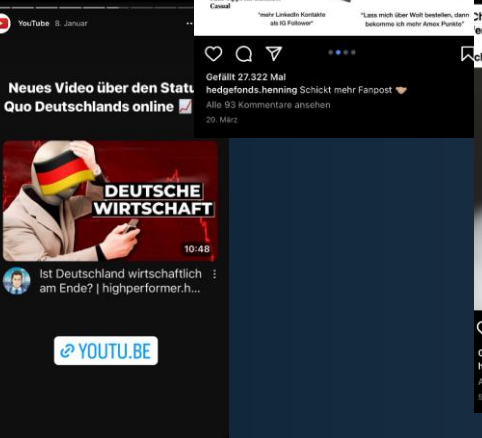 YouTube 8. Januar
Neues Video über den Statu
Quo Deutschlands online
DEUTSCHE
WIRTSCHAFT
10:48
Ist Deutschland wirtschaftlich
am Ende? | highperformer.h...
YOUTU.BE
Casual
"mehr LinkedIn Kontakte
als IG Follower"
"Lass mich über Wolt bestellen, dann
bekomme ich mehr Amex Punkte"
Gefällt 27.322 Mal
hedgefonds.henning Schickt mehr Fanpost
Alle 93 Kommentare ansehen
20. März